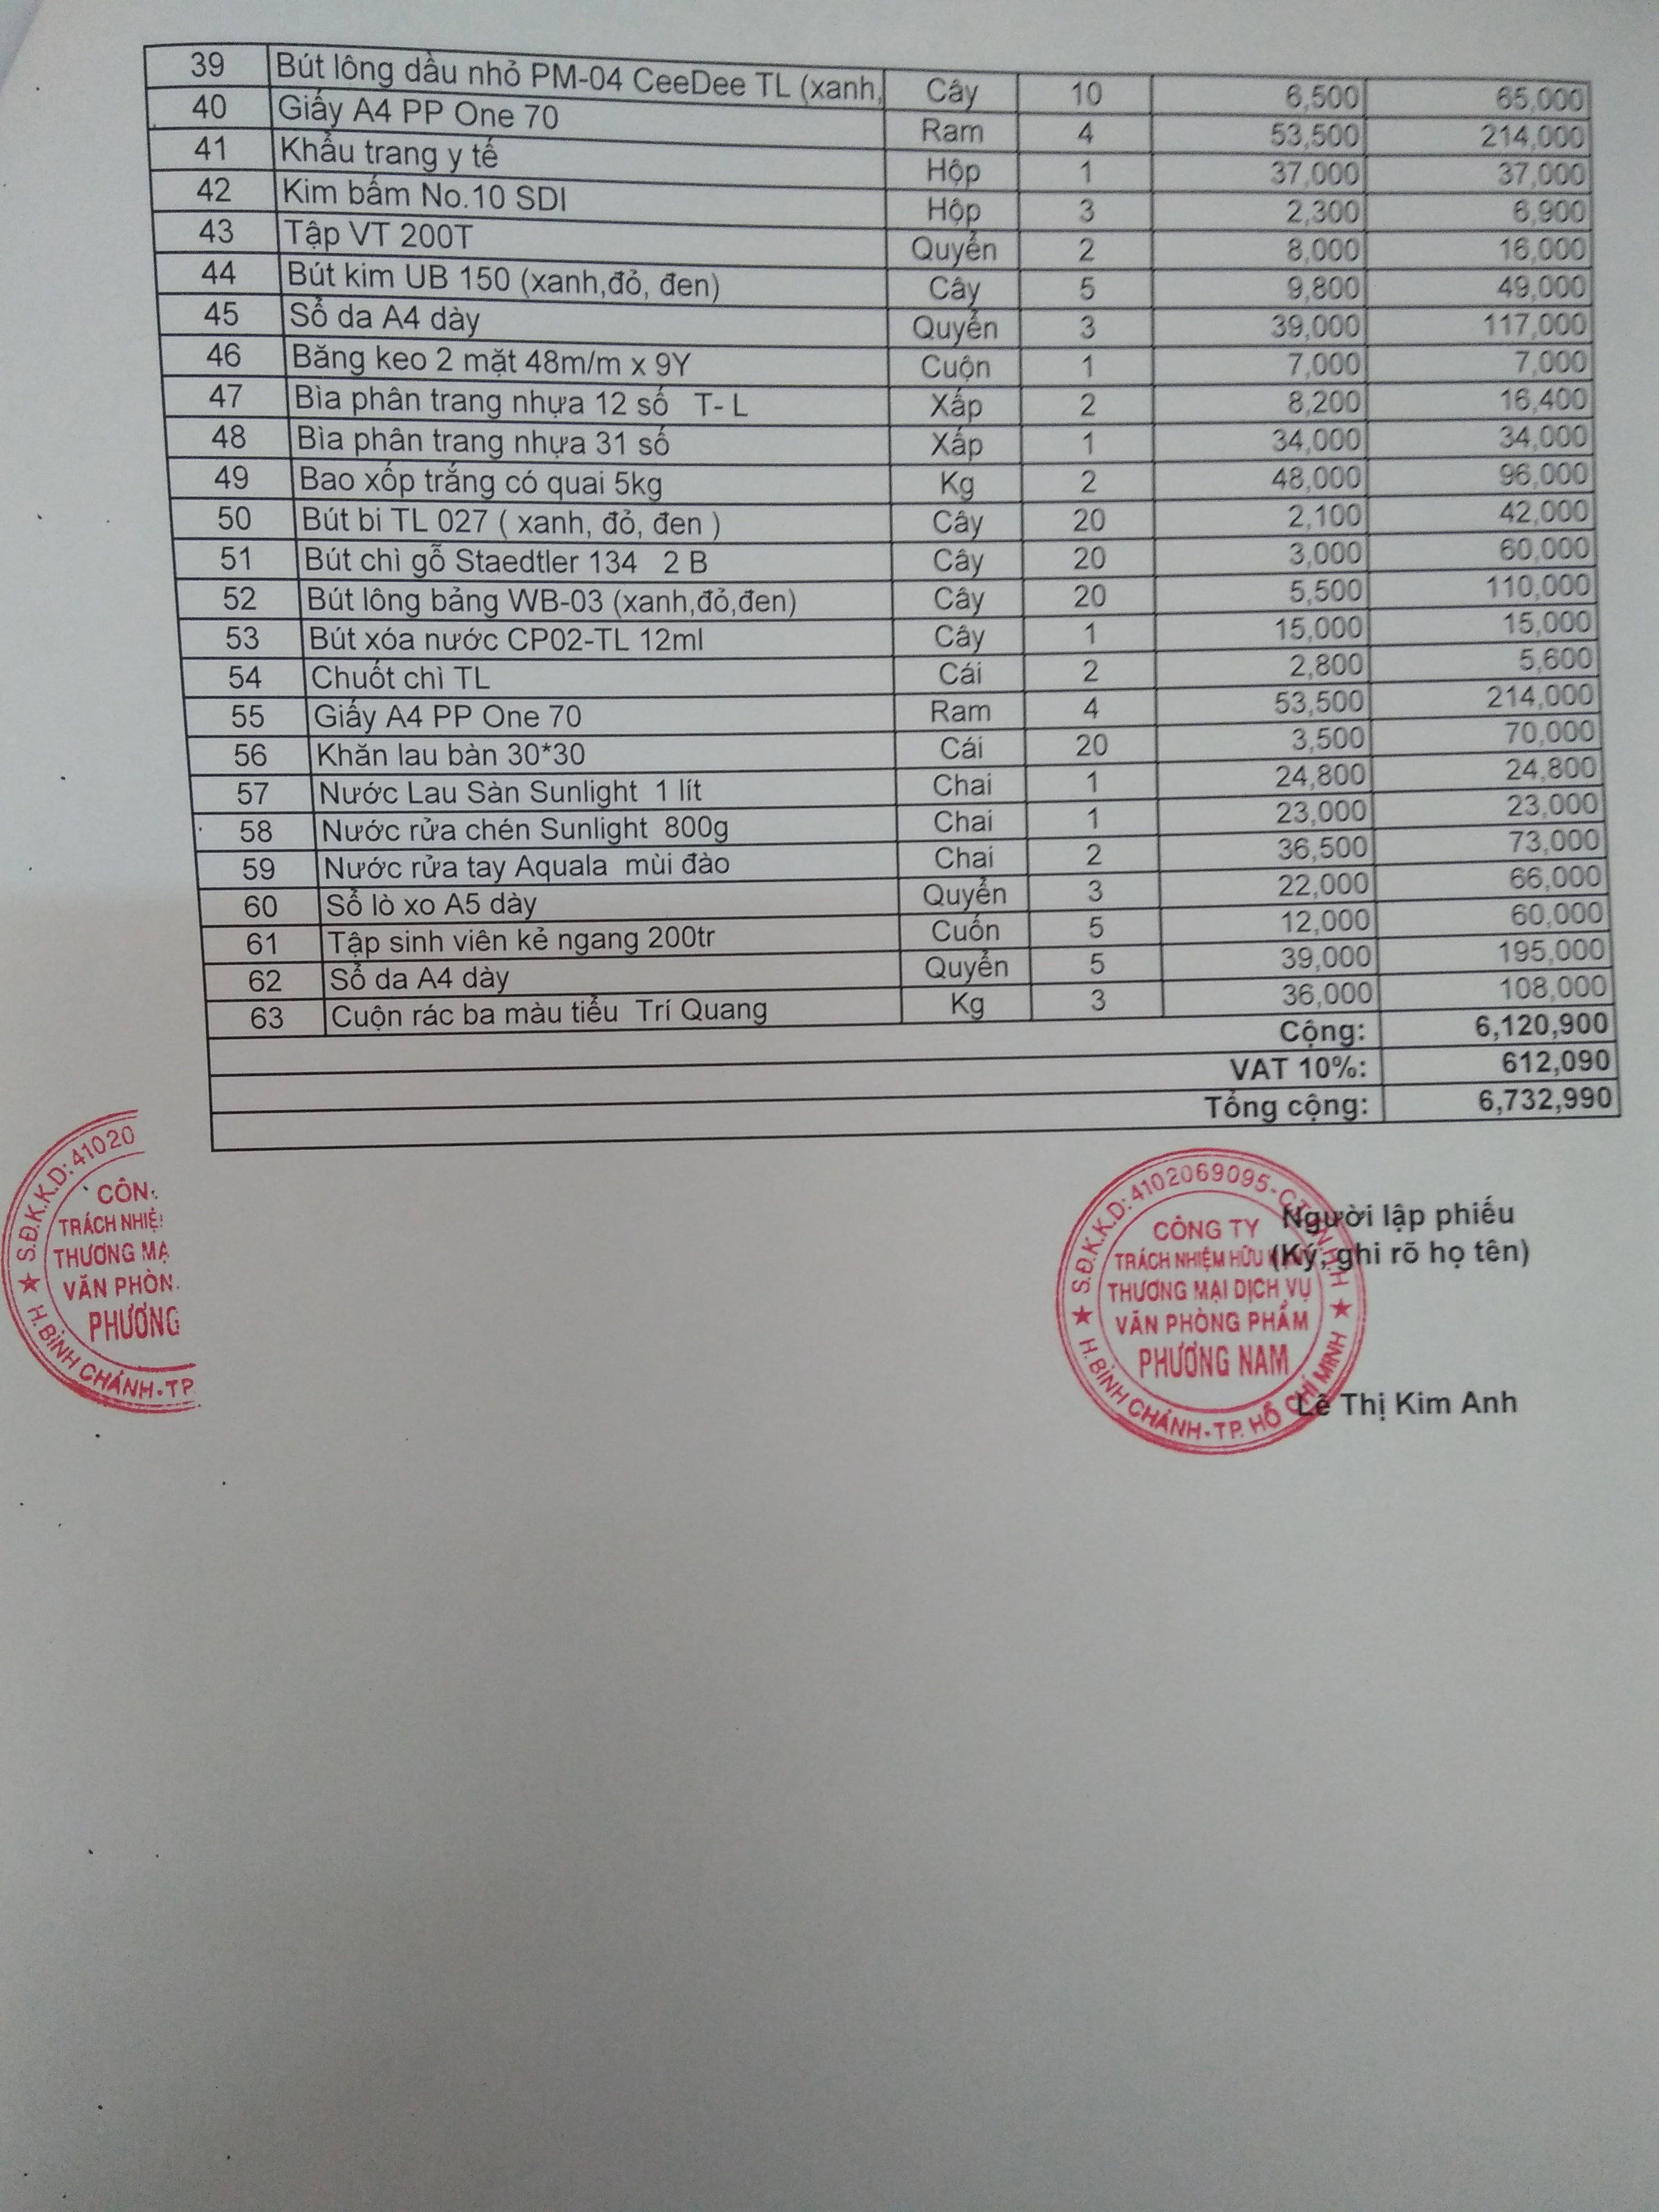 39 Bút lông dầu nhỏ PM-04 CeeDee TL (xanh, Cây 10 6,500 65,000
40 Giấy A4 PP One 70 Ram 4 53,500 214,000
41 Khẩu trang y tế Hộp 1 37,000 37,000
42 Kim bấm No.10 SDI Hộp 3 2,300 6,900
43 Tập VT 200T Quyển 2 8,000 16,000
44 Bút kim UB 150 (xanh,đỏ, đen) Cây 5 9,800 49,000
45 Sổ da A4 dày Quyển 3 39,000 117,000
46 Băng keo 2 mặt 48m/m x 9Y Cuộn 1 7,000 7,000
47 Bìa phân trang nhựa 12 số T- L Xấp 2 8,200 16,400
48 Bìa phân trang nhựa 31 số Xấp 1 34,000 34,000
49 Bao xốp trắng có quai 5kg Kg 2 48,000 96,000
50 Bút bi TL 027 ( xanh, đỏ, đen ) Cây 20 2,100 42,000
51 Bút chì gỗ Staedtler 134 2 B Cây 20 3,000 60,000
52 Bút lông bảng WB-03 (xanh,đỏ,đen) Cây 20 5,500 110,000
53 Bút xóa nước CP02-TL 12ml Cây 1 15,000 15,000
54 Chuốt chì TL Cái 2 2,800 5,600
55 Giấy A4 PP One 70 Ram 4 53,500 214,000
56 Khăn lau bàn 30*30 Cái 20 3,500 70,000
57 Nước Lau Sàn Sunlight 1 lít Chai 1 24,800 24,800
58 Nước rửa chén Sunlight 800g Chai 1 23,000 23,000
59 Nước rửa tay Aquala mùi đào Chai 2 36,500 73,000
60 Sổ lò xo A5 dày Quyển 3 22,000 66,000
61 Tập sinh viên kẻ ngang 200tr Cuốn 5 12,000 60,000
62 Sổ da A4 dày Quyển 5 39,000 195,000
63 Cuộn rác ba màu tiểu Trí Quang Kg 3 36,000 108,000
Cộng: 6,120,900
VAT 10%: 612,090
Tổng cộng: 6,732,990
S.Đ.K.K.D:41020
CÔN
TRÁCH NHIỆ
THƯƠNG MẠ
VĂN PHÒN
PHƯƠNG
★ H.BÌNH CHÁNH-TP
S.Đ.K.K.D:4102069095-C.T.
CÔNG TY
TRÁCH NHIỆM HỮU
THƯƠNG MẠI DỊCH VỤ
VĂN PHÒNG PHẨM
PHƯƠNG NAM
★ H.BÌNH CHÁNH-TP. HỒ CHÍ MINH ★
Người lập phiếu
(Ký, ghi rõ họ tên)
Lê Thị Kim Anh